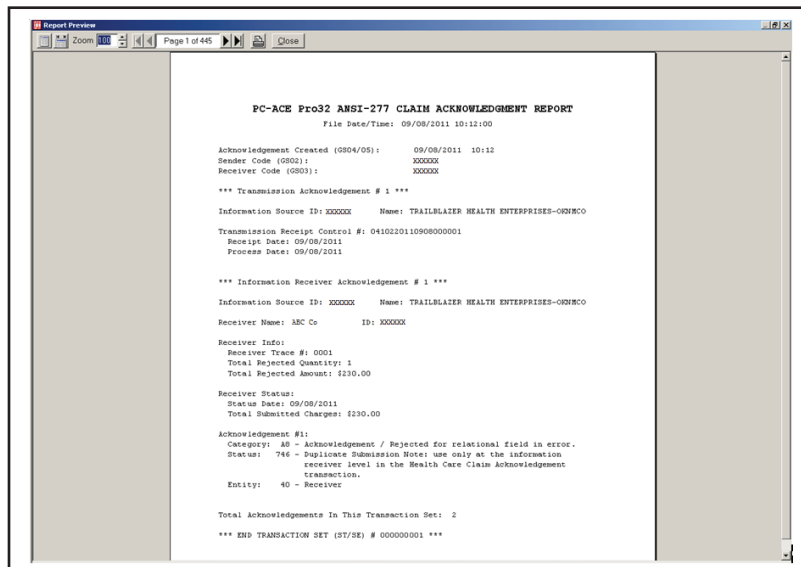 Report Preview
Zoom 100 Page 1 of 445 Close
PC-ACE Pro32 ANSI-277 CLAIM ACKNOWLEDGMENT REPORT
File Date/Time: 09/08/2011 10:12:00
Acknowledgement Created (GS04/05): 09/08/2011 10:12
Sender Code (GS02): XXXXXX
Receiver Code (GS03): XXXXXX
*** Transmission Acknowledgement # 1 ***
Information Source ID: XXXXXX Name: TRAILBLAZER HEALTH ENTERPRISES-OKNMCO
Transmission Receipt Control #: 0410220110908000001
Receipt Date: 09/08/2011
Process Date: 09/08/2011
*** Information Receiver Acknowledgement # 1 ***
Information Source ID: XXXXXX Name: TRAILBLAZER HEALTH ENTERPRISES-OKNMCO
Receiver Name: ABC Co ID: XXXXXX
Receiver Info:
Receiver Trace #: 0001
Total Rejected Quantity: 1
Total Rejected Amount: $230.00
Receiver Status:
Status Date: 09/08/2011
Total Submitted Charges: $230.00
Acknowledgement #1:
Category: A8 - Acknowledgement / Rejected for relational field in error.
Status: 746 - Duplicate Submission Note: use only at the information
receiver level in the Health Care Claim Acknowledgement
transaction.
Entity: 40 - Receiver
Total Acknowledgements In This Transaction Set: 2
*** END TRANSACTION SET (ST/SE) # 000000001 ***